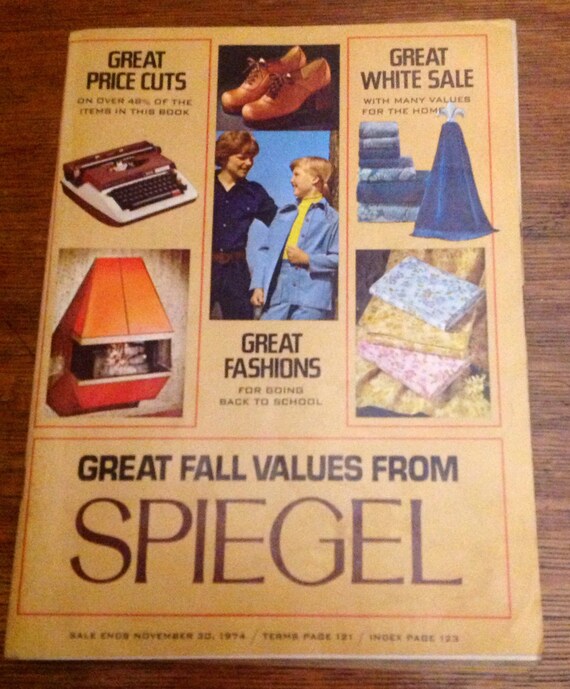 GREAT
PRICE CUTS
ON OVER 48% OF THE
ITEMS IN THIS BOOK
GREAT
WHITE SALE
WITH MANY VALUES
FOR THE HOME
GREAT
FASHIONS
FOR GOING
BACK TO SCHOOL
GREAT FALL VALUES FROM
SPIEGEL
SALE ENDS NOVEMBER 30, 1974 / TERMS PAGE 121 / INDEX PAGE 123